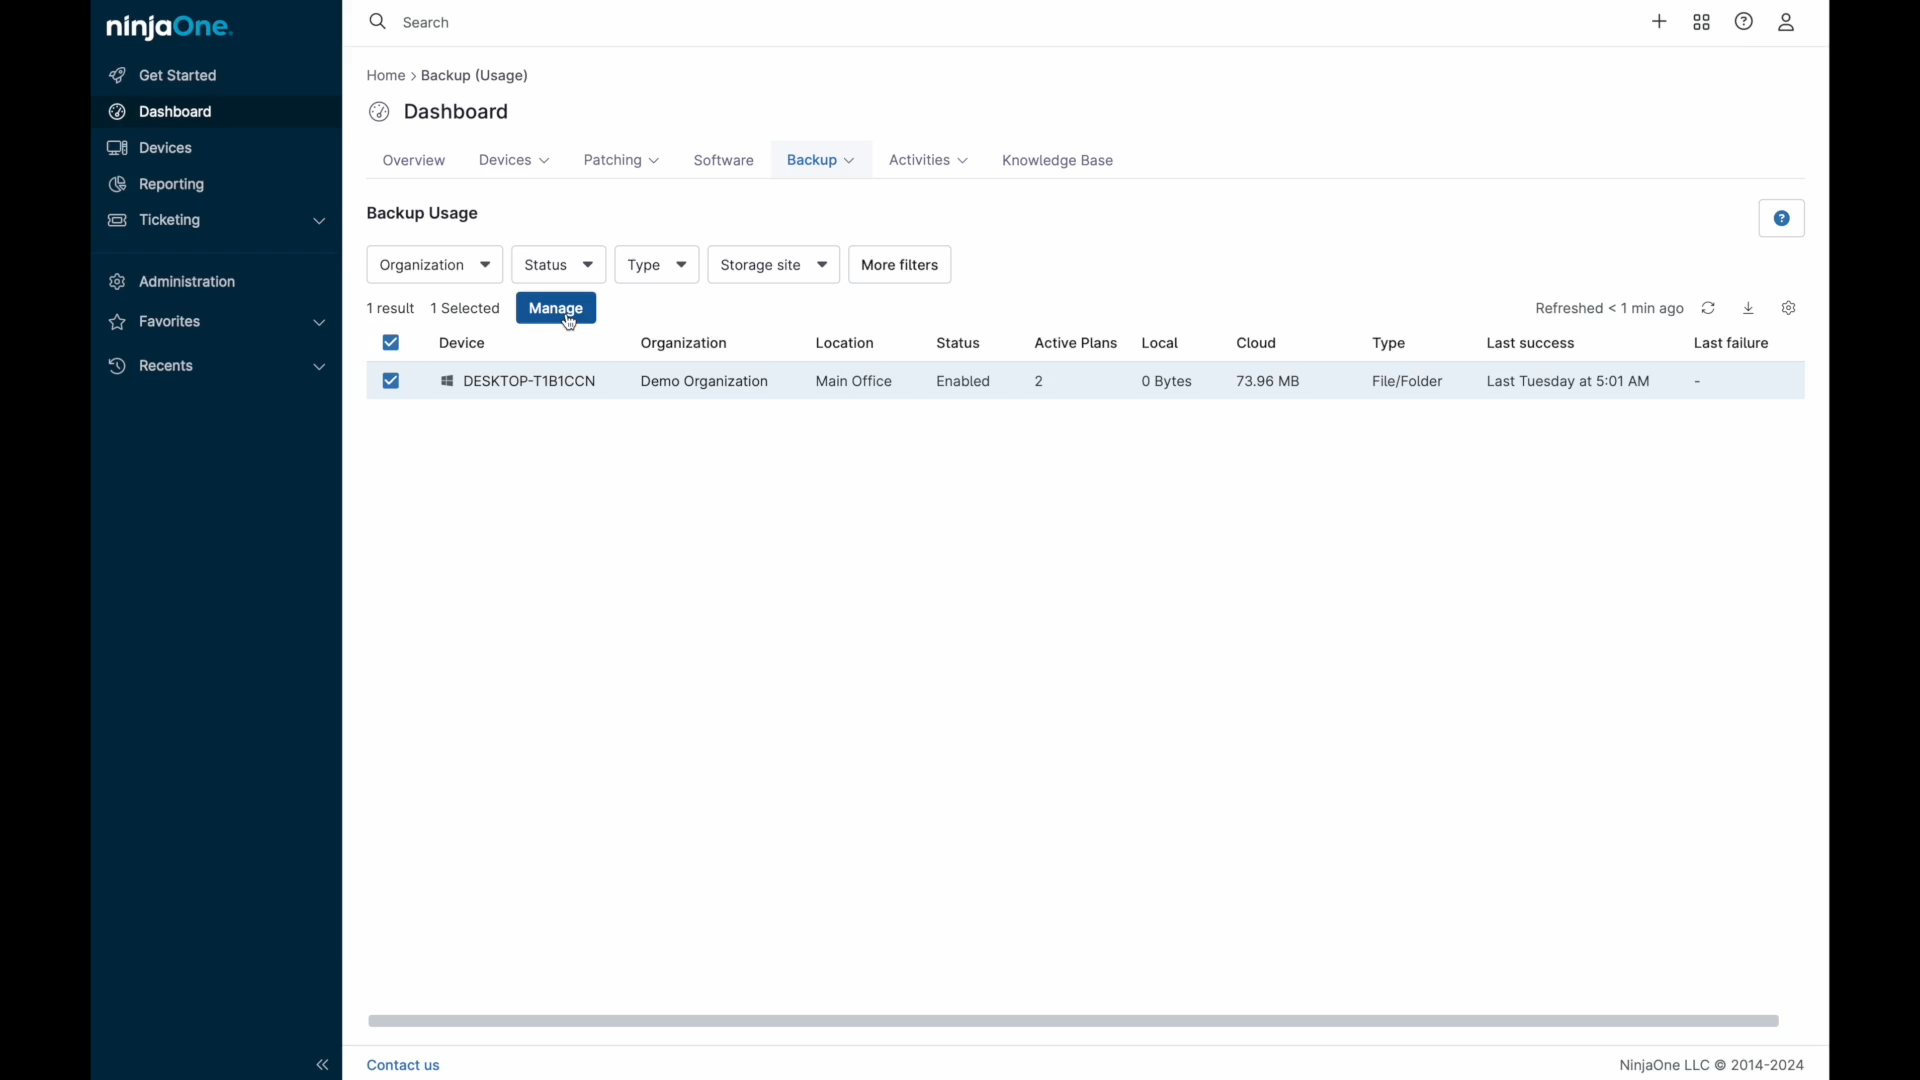 ninjaOne.
Search
Get Started
Dashboard
Devices
Reporting
Ticketing
Administration
Favorites
Recents
Home > Backup (Usage)
Dashboard
Overview Devices Patching Software Backup Activities Knowledge Base
Backup Usage
?
Organization Status Type Storage site More filters
1 result 1 Selected Manage Refreshed < 1 min ago
Device Organization Location Status Active Plans Local Cloud Type Last success Last failure
DESKTOP-T1B1CCN Demo Organization Main Office Enabled 2 0 Bytes 73.96 MB File/Folder Last Tuesday at 5:01 AM -
Contact us NinjaOne LLC © 2014-2024